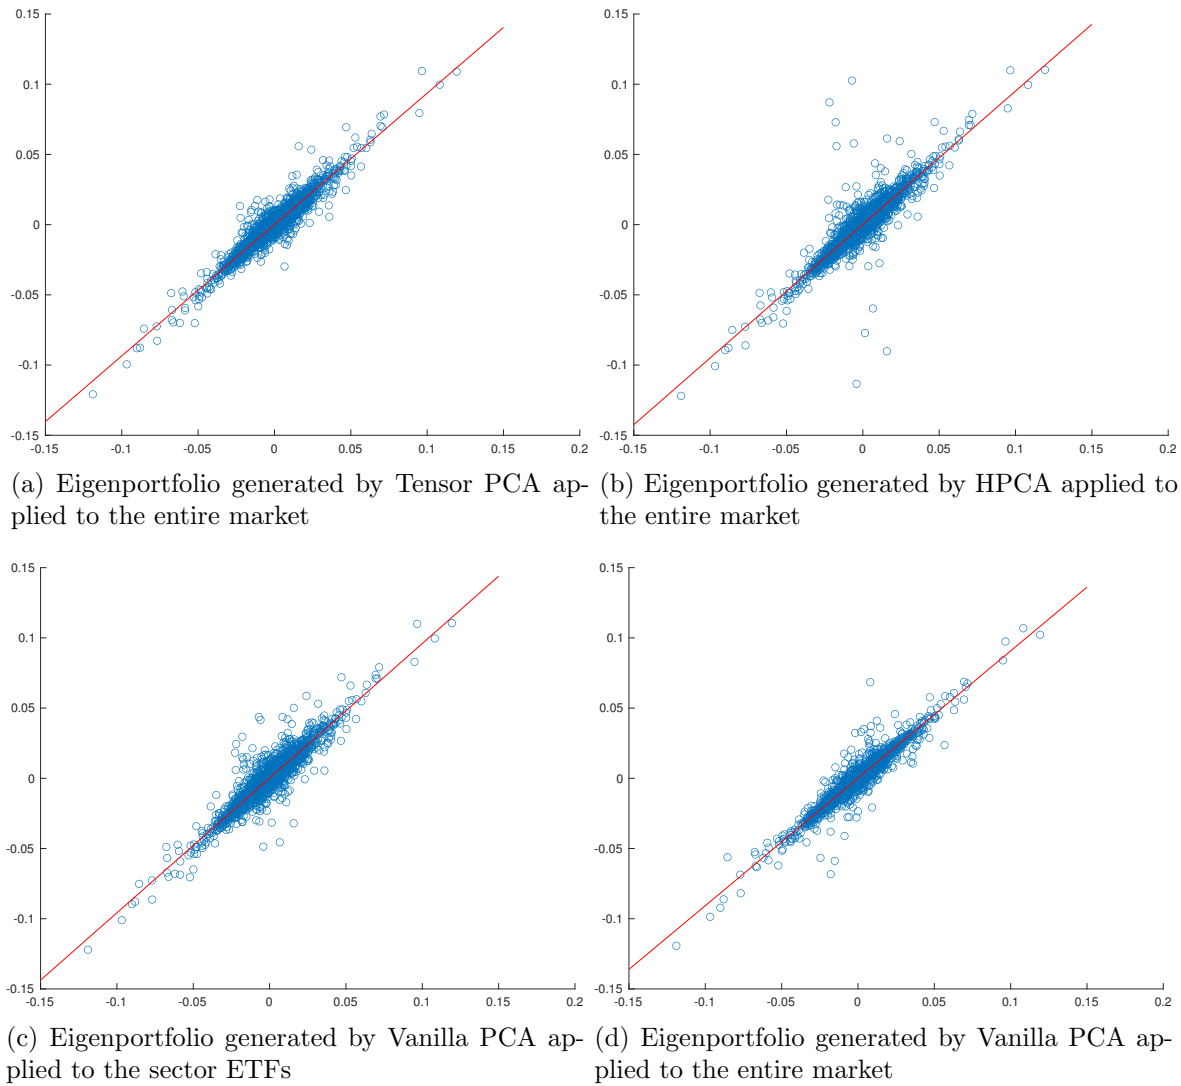 0.15
0.1
0.05
0
-0.05
-0.1
-0.15
-0.15 -0.1 -0.05 0 0.05 0.1 0.15 0.2
(a) Eigenportfolio generated by Tensor PCA ap-
plied to the entire market
0.15
0.1
0.05
0
-0.05
-0.1
-0.15
-0.15 -0.1 -0.05 0 0.05 0.1 0.15 0.2
(b) Eigenportfolio generated by HPCA applied to
the entire market
0.15
0.1
0.05
0
-0.05
-0.1
-0.15
-0.15 -0.1 -0.05 0 0.05 0.1 0.15 0.2
(c) Eigenportfolio generated by Vanilla PCA ap-
plied to the sector ETFs
0.15
0.1
0.05
0
-0.05
-0.1
-0.15
-0.15 -0.1 -0.05 0 0.05 0.1 0.15 0.2
(d) Eigenportfolio generated by Vanilla PCA ap-
plied to the entire market